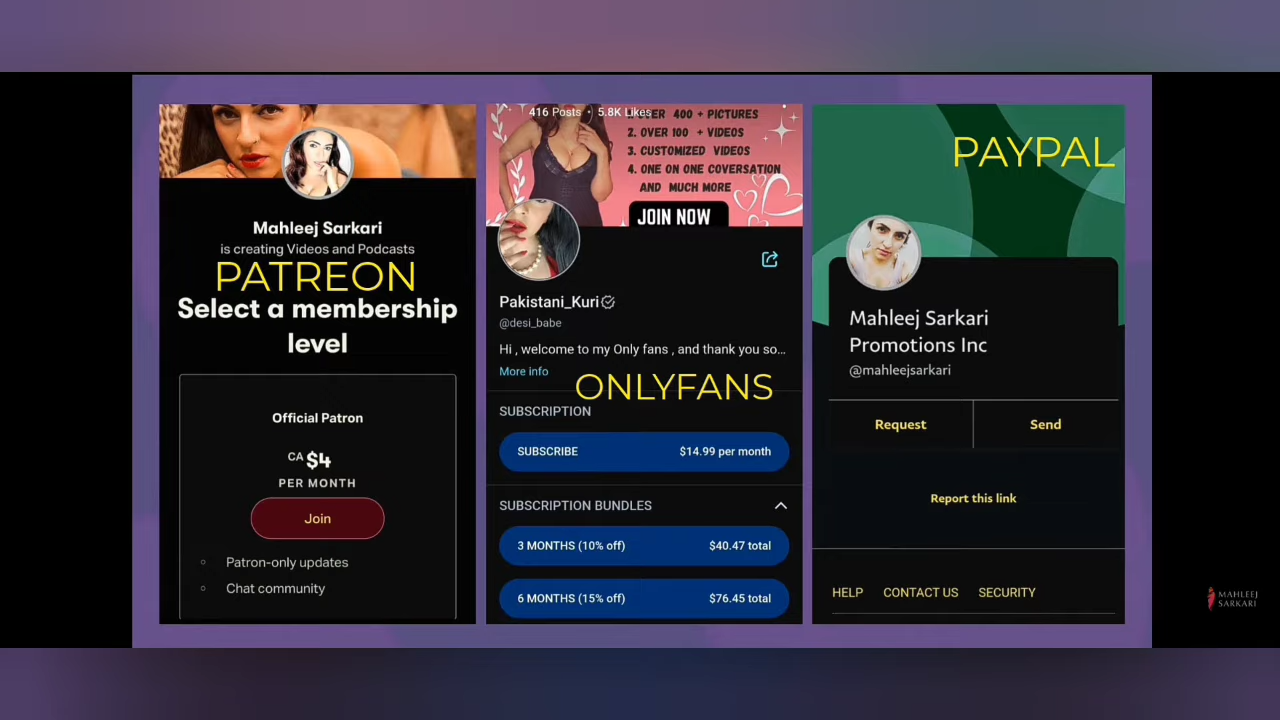 Mahleej Sarkari
is creating Videos and Podcasts
PATREON
Select a membership
level
Official Patron
CA $4
PER MONTH
Join
Patron-only updates
Chat community
416 Posts • 5.8K Likes
400 + PICTURES
2. OVER 100 + VIDEOS
3. CUSTOMIZED VIDEOS
4. ONE ON ONE COVERSATION
AND MUCH MORE
JOIN NOW
Pakistani_Kuri
@desi_babe
Hi , welcome to my Only fans , and thank you so...
More info
ONLYFANS
SUBSCRIPTION
SUBSCRIBE $14.99 per month
SUBSCRIPTION BUNDLES
3 MONTHS (10% off) $40.47 total
6 MONTHS (15% off) $76.45 total
PAYPAL
Mahleej Sarkari
Promotions Inc
@mahleejsarkari
Request Send
Report this link
HELP CONTACT US SECURITY
MAHLEEJ
SARKARI